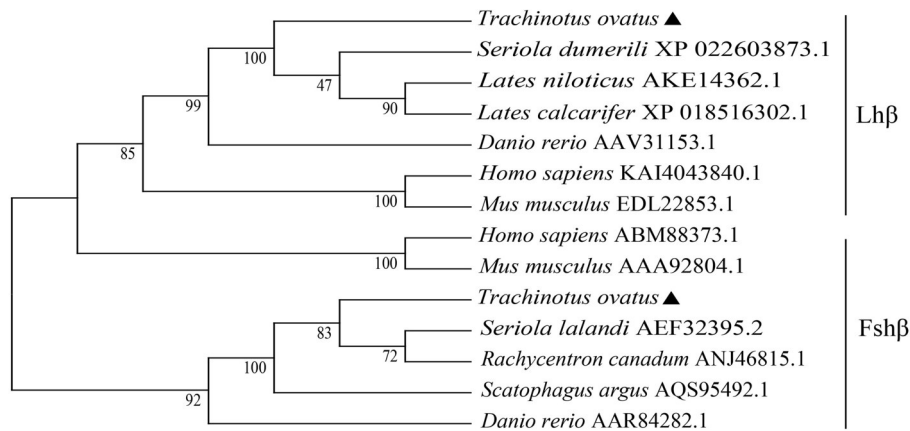 Trachinotus ovatus ▲
100
Seriola dumerili XP 022603873.1
47
Lates niloticus AKE14362.1
99
90
Lates calcarifer XP 018516302.1
Lhβ
Danio rerio AAV31153.1
85
Homo sapiens KAI4043840.1
100
Mus musculus EDL22853.1
Homo sapiens ABM88373.1
100
Mus musculus AAA92804.1
Trachinotus ovatus ▲
83
Seriola lalandi AEF32395.2
Fshβ
72
Rachycentron canadum ANJ46815.1
100
Scatophagus argus AQS95492.1
92
Danio rerio AAR84282.1